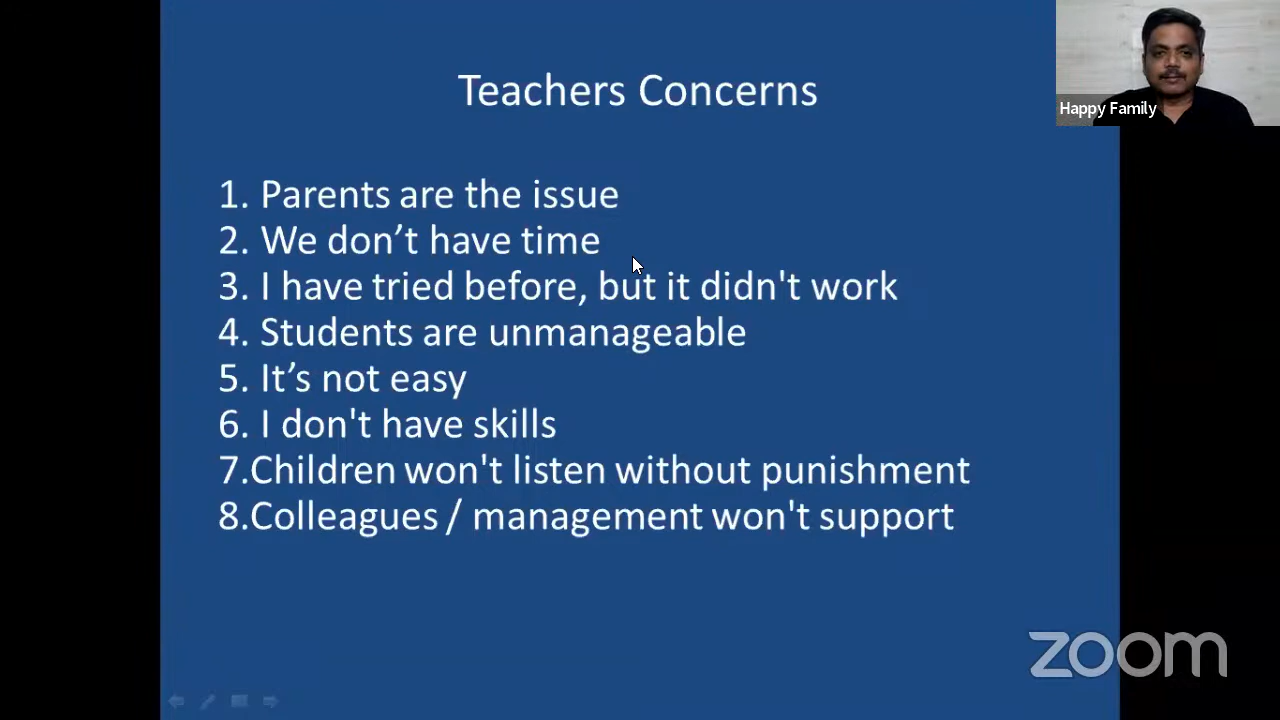 Teachers Concerns
Happy Family
1. Parents are the issue
2. We don’t have time
3. I have tried before, but it didn't work
4. Students are unmanageable
5. It’s not easy
6. I don't have skills
7.Children won't listen without punishment
8.Colleagues / management won't support
zoom